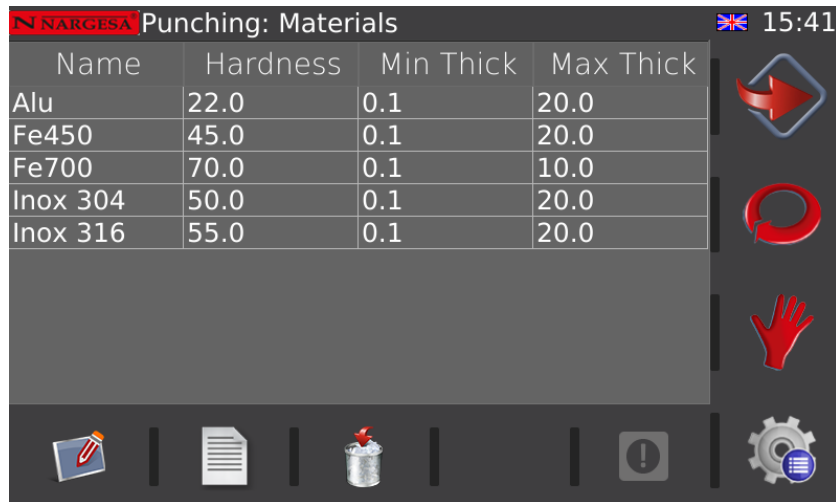 N NARGESA® Punching: Materials 15:41
Name Hardness Min Thick Max Thick
Alu 22.0 0.1 20.0
Fe450 45.0 0.1 20.0
Fe700 70.0 0.1 10.0
Inox 304 50.0 0.1 20.0
Inox 316 55.0 0.1 20.0